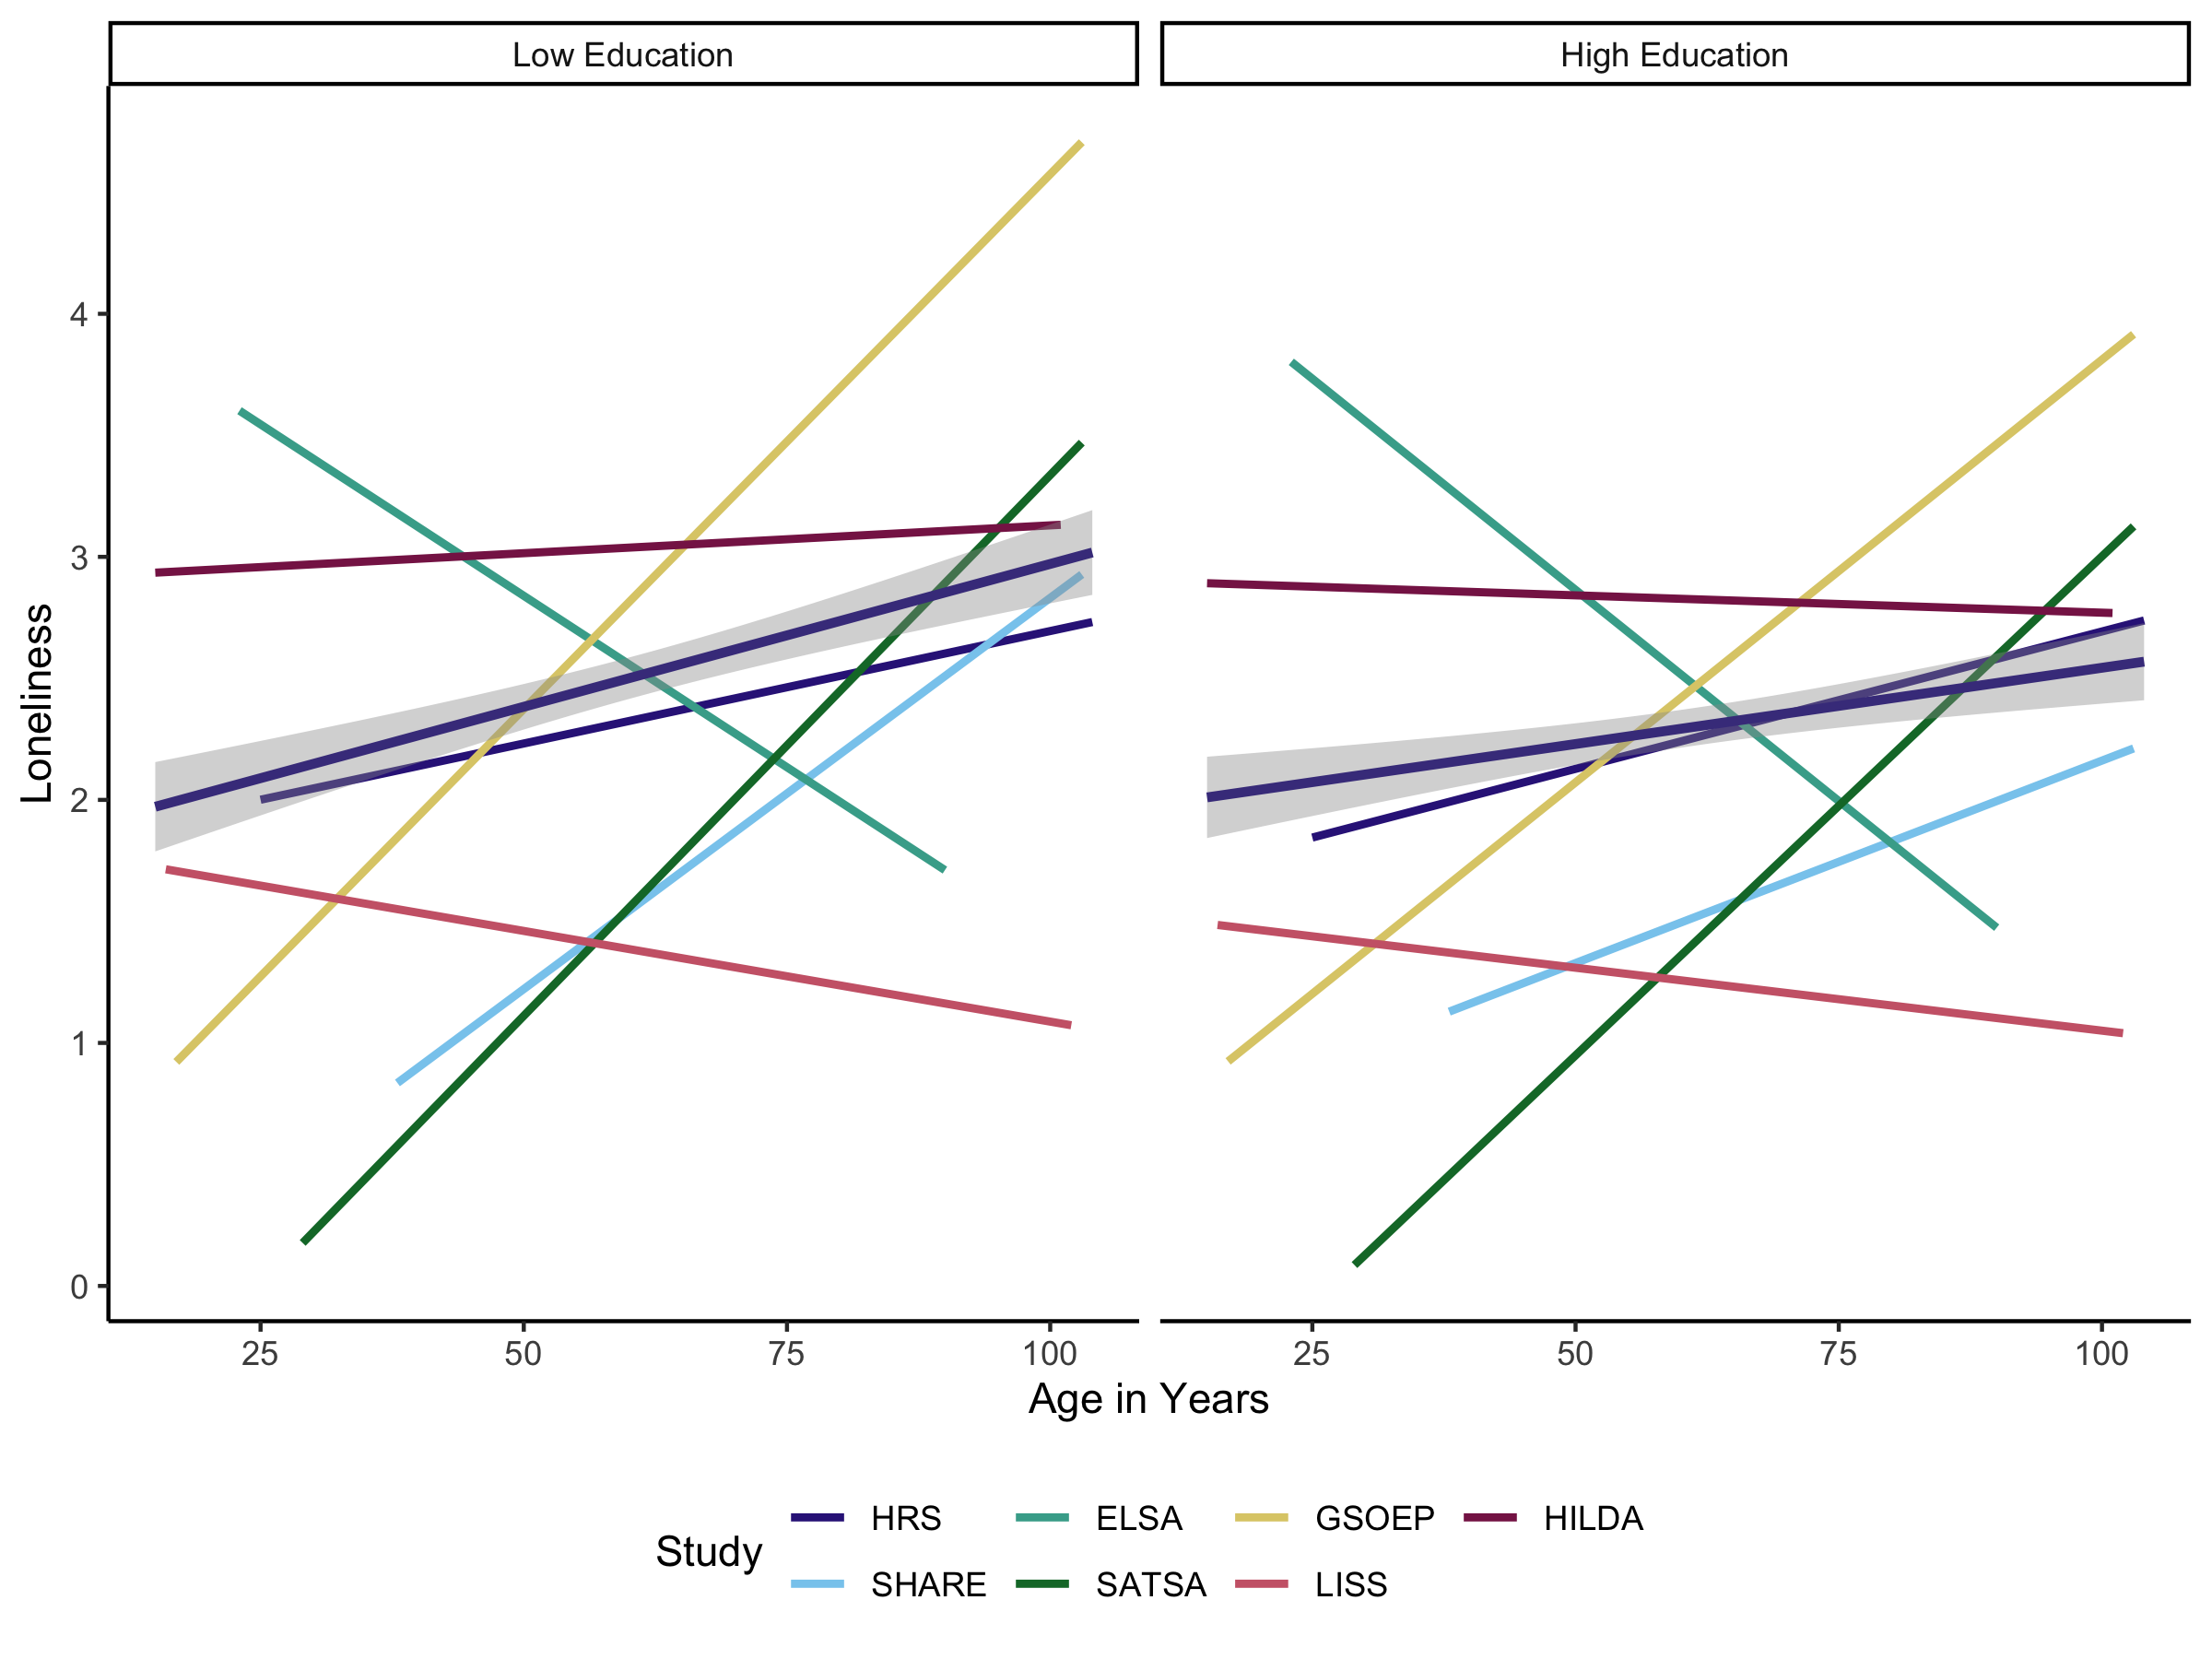 Low Education
High Education
Loneliness
4
3
2
1
0
25 50 75 100
25 50 75 100
Age in Years
Study
HRS ELSA GSOEP HILDA
SHARE SATSA LISS